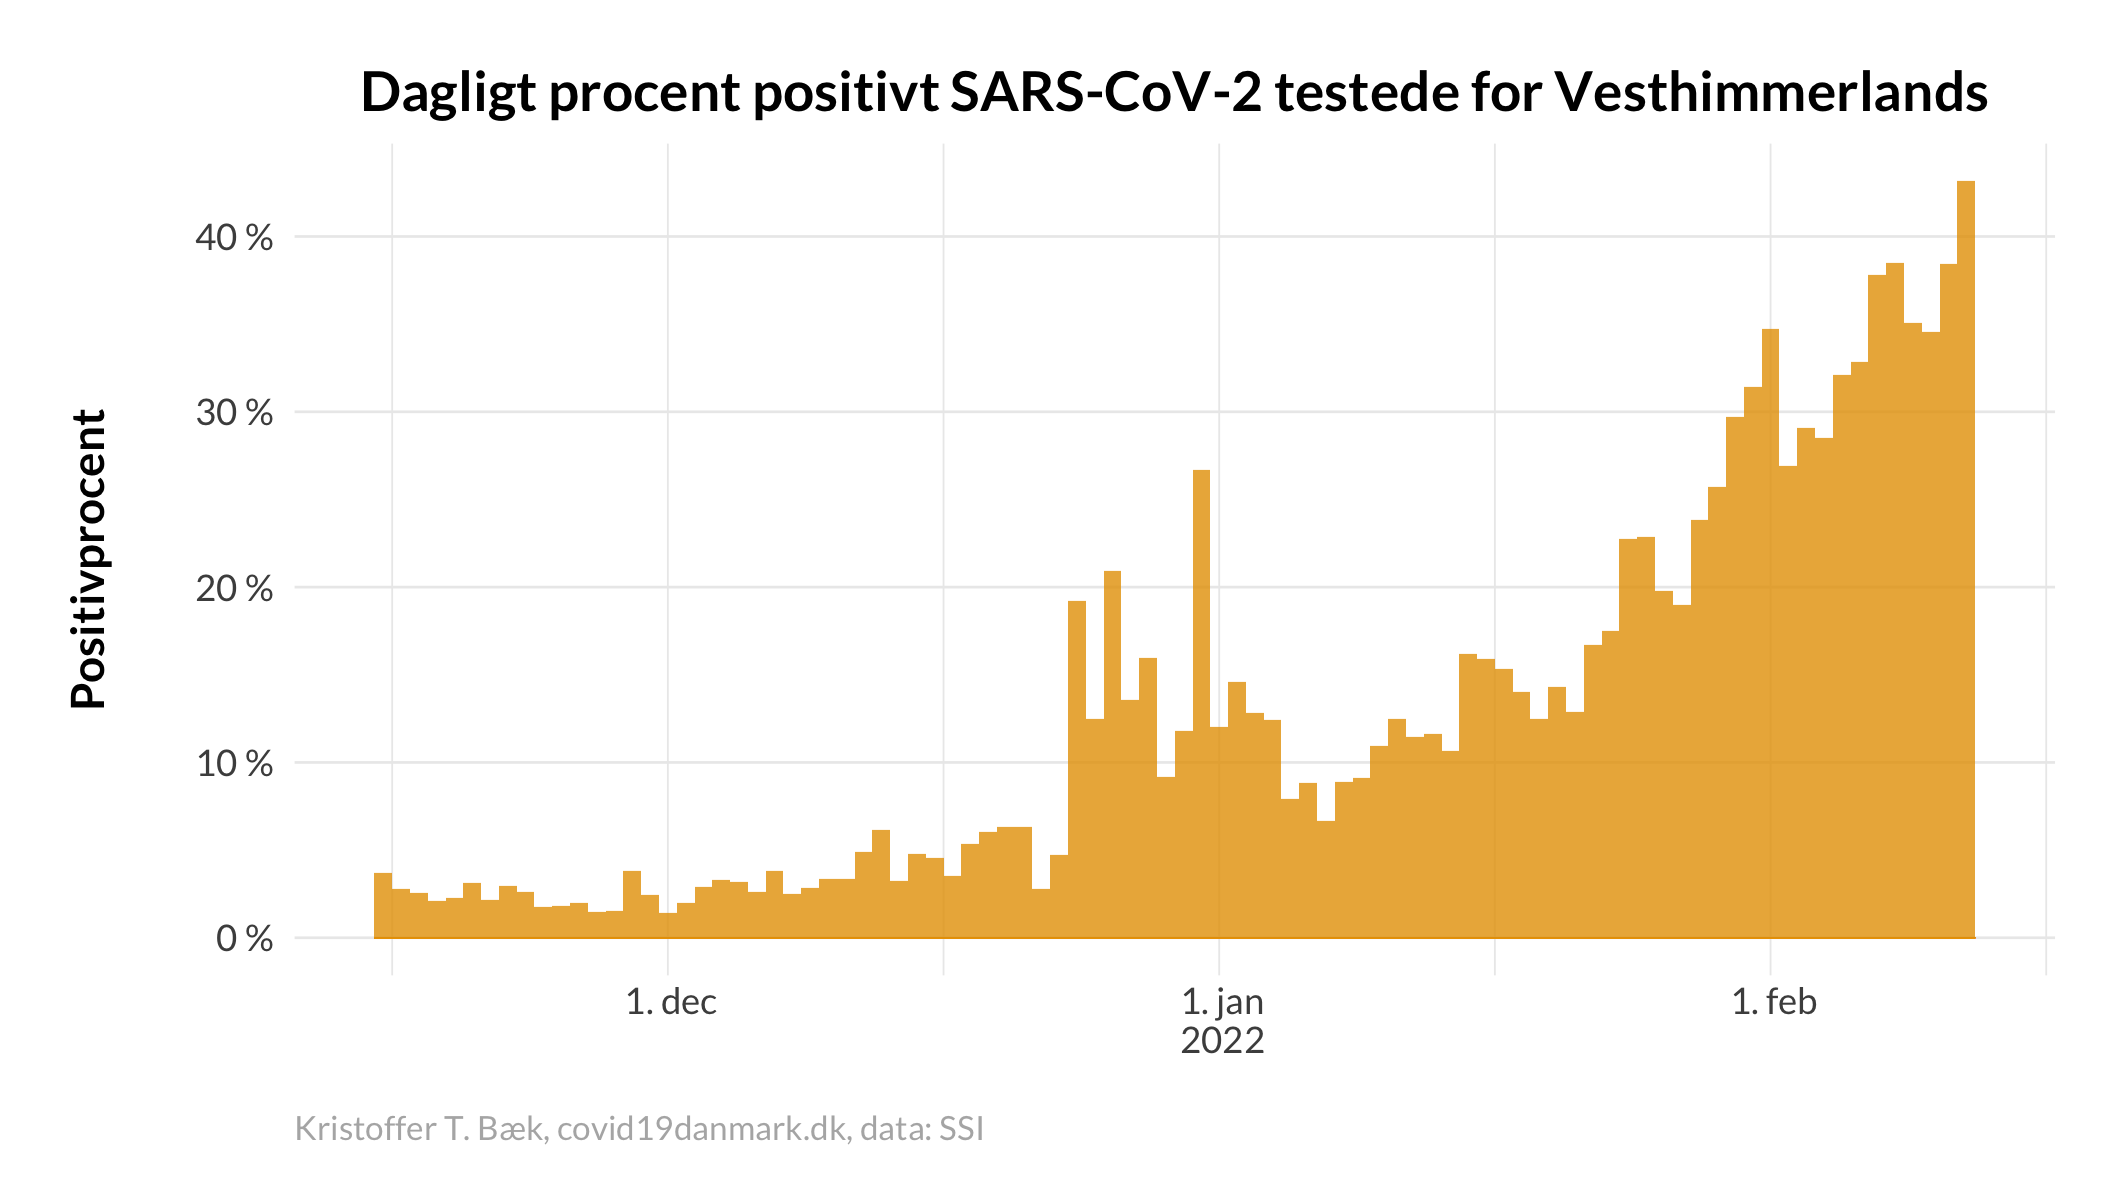 Dagligt procent positivt SARS-CoV-2 testede for Vesthimmerlands
Positivprocent
40 %
30 %
20 %
10 %
0 %
1. dec
1. jan
2022
1. feb
Kristoffer T. Bæk, covid19danmark.dk, data: SSI